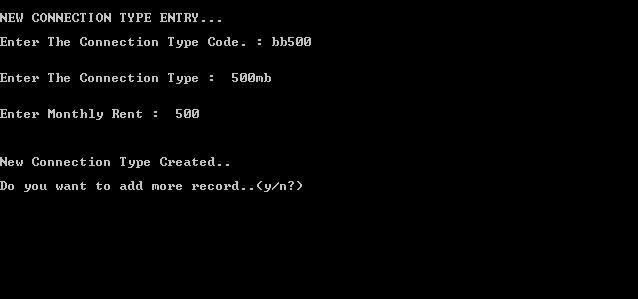 NEW CONNECTION TYPE ENTRY...
Enter The Connection Type Code. : bb500
Enter The Connection Type :  500mb
Enter Monthly Rent :  500
New Connection Type Created..
Do you want to add more record..(y/n?)